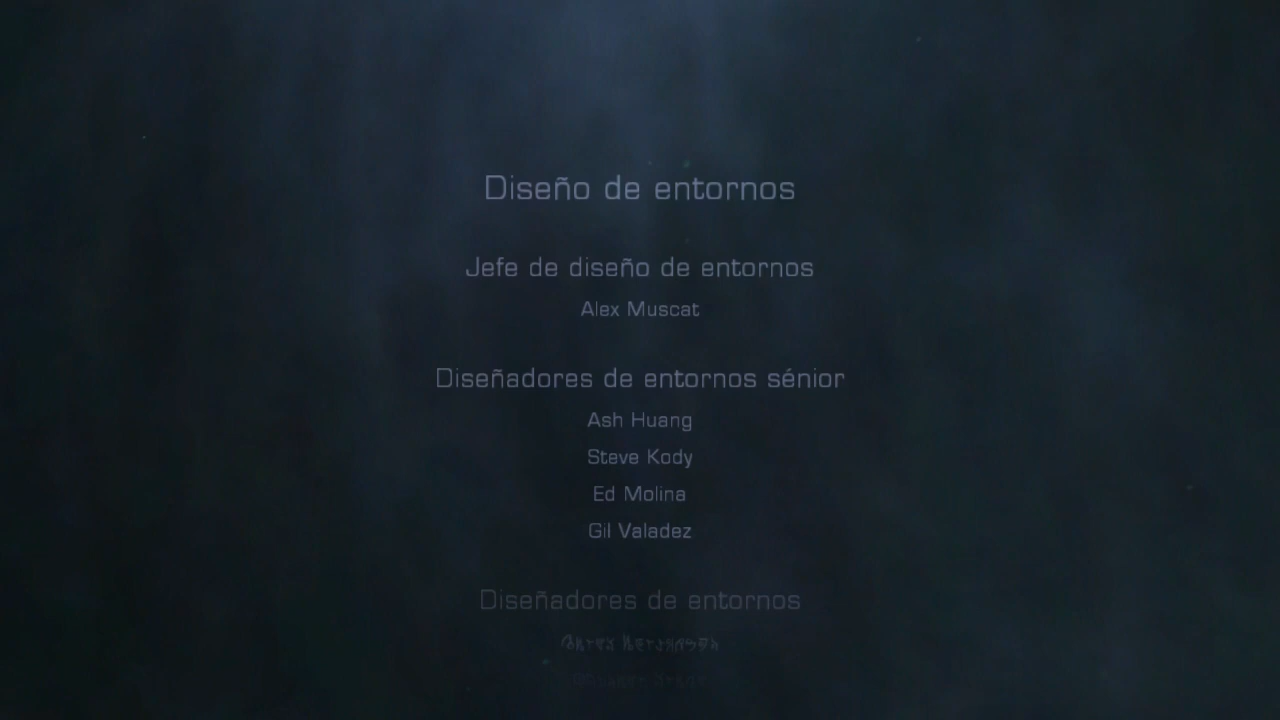 Diseño de entornos
Jefe de diseño de entornos
Alex Muscat
Diseñadores de entornos sénior
Ash Huang
Steve Kody
Ed Molina
Gil Valadez
Diseñadores de entornos